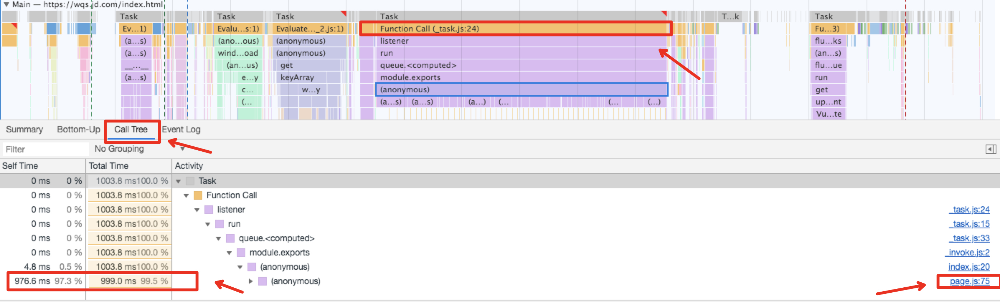 ▼ Main — https://wqs.jd.com/index.html
Task Task Task Task T...k Task
Ev...1) Evalu...s:1) Evaluate..._2.js:1) Function Call (_task.js:24) Fu...3)
(a...s) (ano...ous) (anonymous) listener flu...ks
(a...s) wind...oad (anonymous) run (an...s)
__...__ (an...us) get queue.<computed> flu...ue
(a...s) e...y keyArray module.exports run
c... w...y (anonymous) get
(... (a...s) (a...s) (a...) (... (... (...) up...nt
Vu...te
Summary Bottom-Up Call Tree Event Log
Filter No Grouping ▼
Self Time Total Time Activity
0 ms 0 % 1003.8 ms 100.0 % ▼ Task
0 ms 0 % 1003.8 ms 100.0 % ▼ Function Call
0 ms 0 % 1003.8 ms 100.0 % ▼ listener _task.js:24
0 ms 0 % 1003.8 ms 100.0 % ▼ run _task.js:15
0 ms 0 % 1003.8 ms 100.0 % ▼ queue.<computed> _task.js:33
0 ms 0 % 1003.8 ms 100.0 % ▼ module.exports _invoke.js:2
4.8 ms 0.5 % 1003.8 ms 100.0 % ▼ (anonymous) index.js:20
976.6 ms 97.3 % 999.0 ms 99.5 % ▶ (anonymous) page.js:75